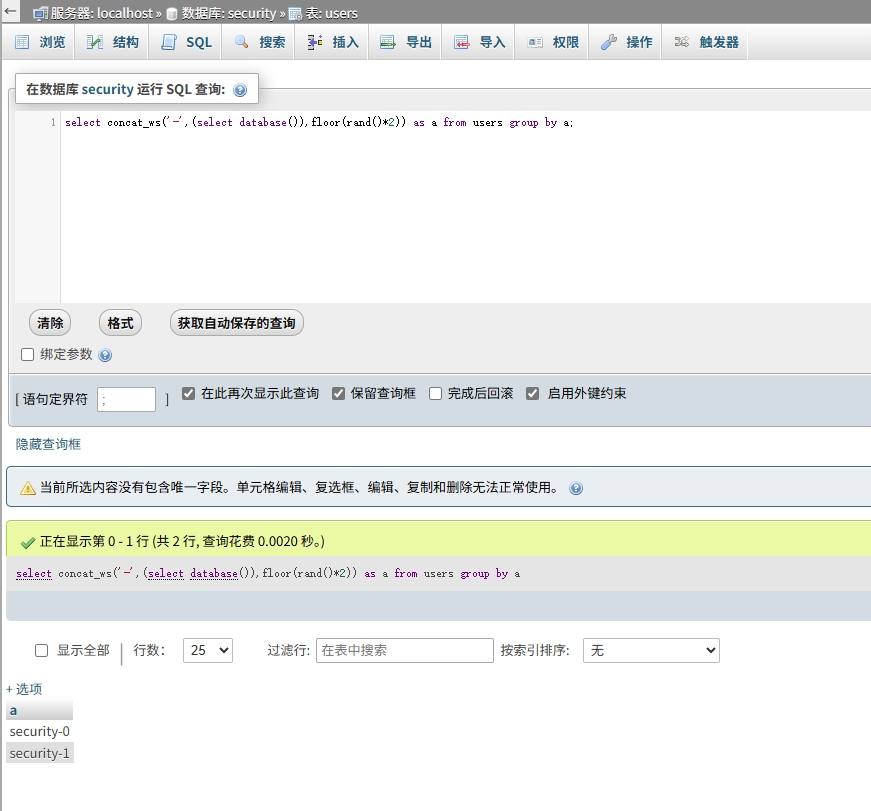 ← 服务器: localhost » 数据库: security » 表: users
浏览 结构 SQL 搜索 插入 导出 导入 权限 操作 触发器
在数据库 security 运行 SQL 查询:
1 select concat_ws('-',(select database()),floor(rand()*2)) as a from users group by a;
清除 格式 获取自动保存的查询
绑定参数
[ 语句定界符 ; ] 在此再次显示此查询 保留查询框 完成后回滚 启用外键约束
隐藏查询框
当前所选内容没有包含唯一字段。单元格编辑、复选框、编辑、复制和删除无法正常使用。
正在显示第 0 - 1 行 (共 2 行, 查询花费 0.0020 秒。)
select concat_ws('-',(select database()),floor(rand()*2)) as a from users group by a
显示全部 行数: 25 过滤行: 在表中搜索 按索引排序: 无
+ 选项
a
security-0
security-1